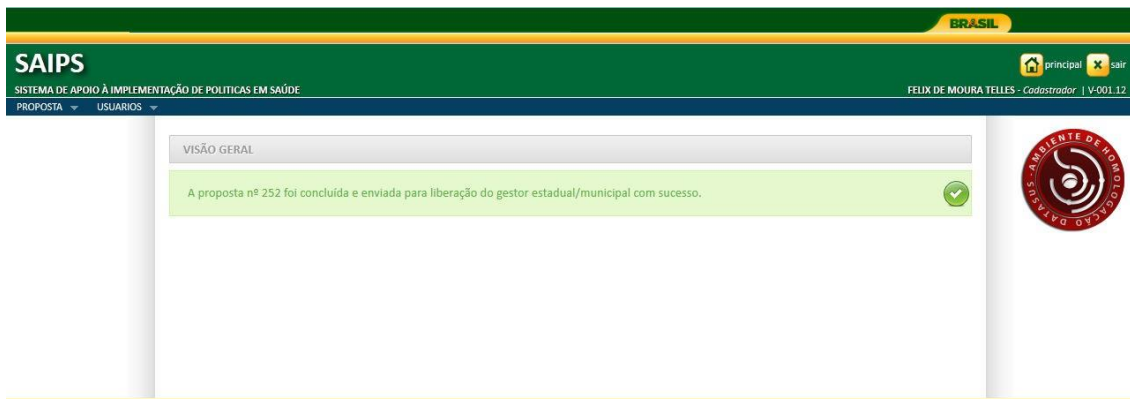 BRASIL
SAIPS
principal sair
SISTEMA DE APOIO À IMPLEMENTAÇÃO DE POLITICAS EM SAÚDE
FELIX DE MOURA TELLES - Cadastrador | V-001.12
PROPOSTA USUARIOS
VISÃO GERAL
A proposta nº 252 foi concluída e enviada para liberação do gestor estadual/municipal com sucesso.
AMBIENTE DE HOMOLOGAÇÃO DATASUS -